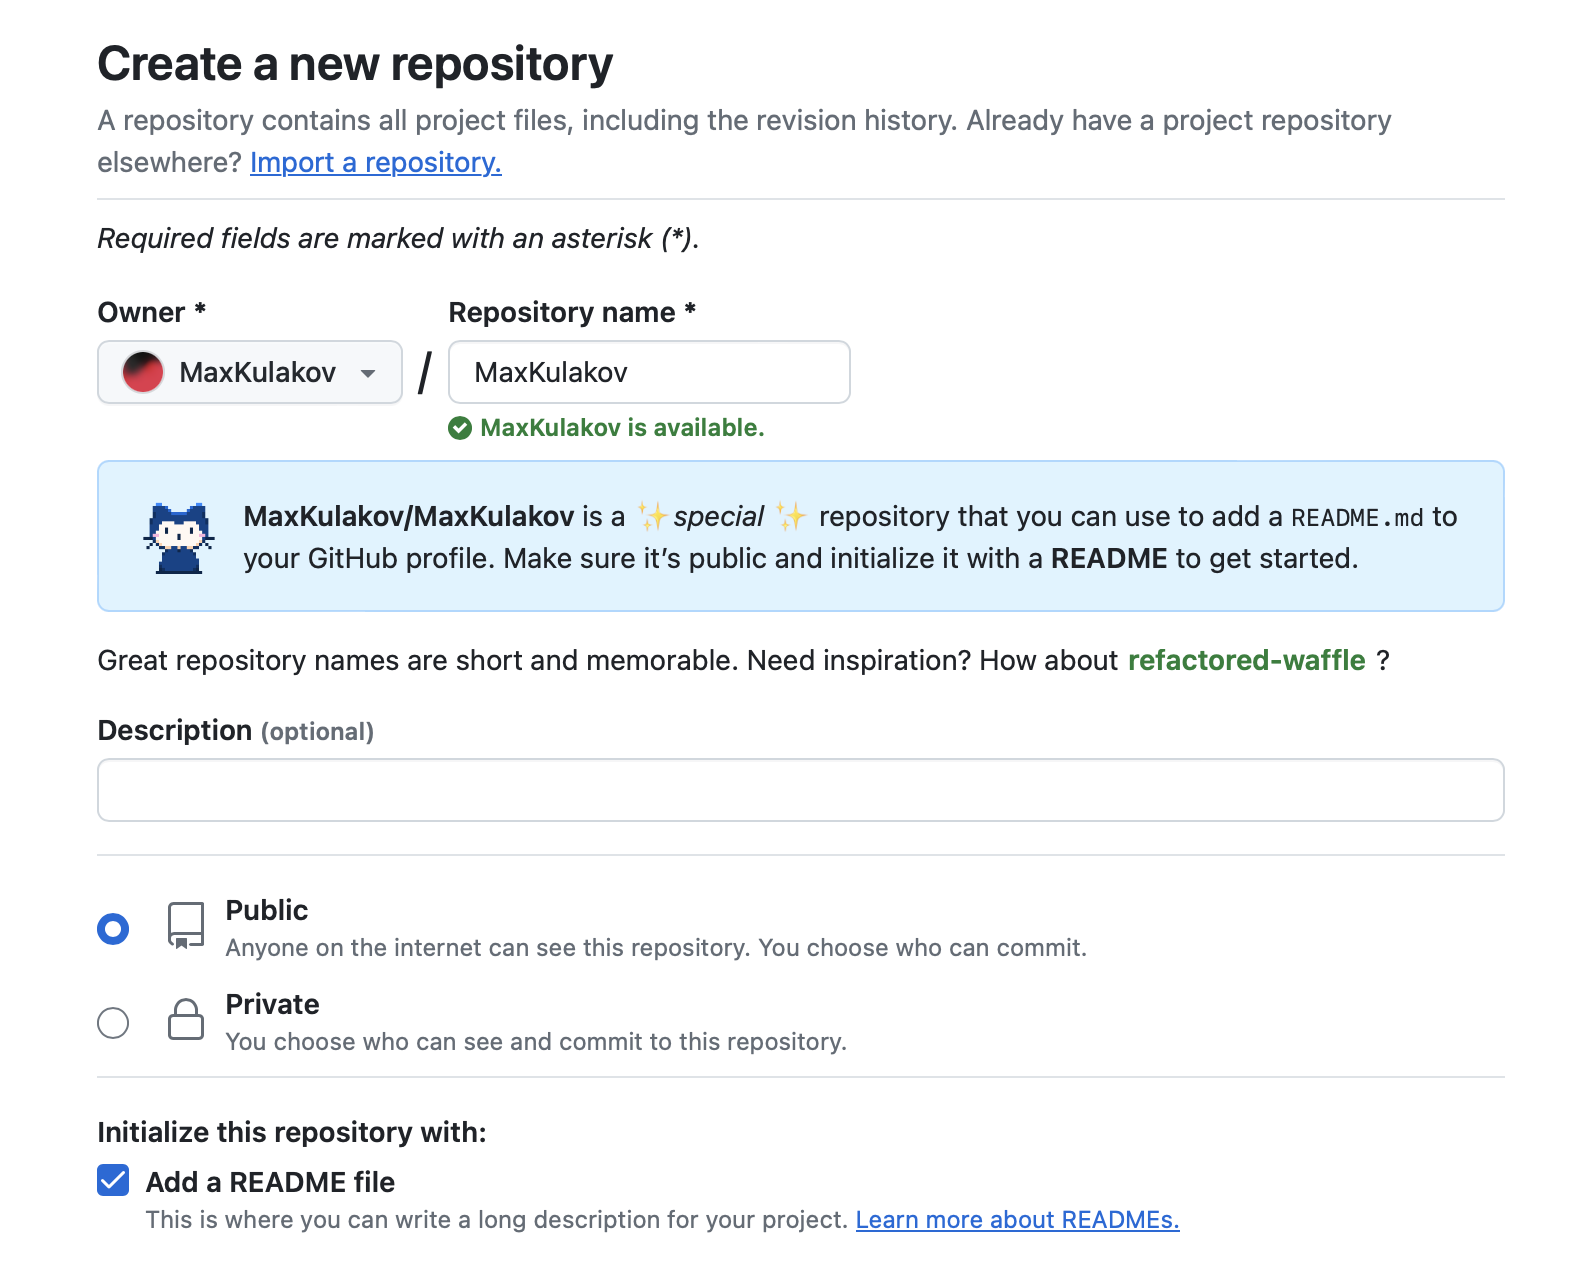 Create a new repository
A repository contains all project files, including the revision history. Already have a project repository
elsewhere? Import a repository.
Required fields are marked with an asterisk (*).
Owner * Repository name *
MaxKulakov / MaxKulakov
MaxKulakov is available.
MaxKulakov/MaxKulakov is a ✨ special ✨ repository that you can use to add a README.md to
your GitHub profile. Make sure it’s public and initialize it with a README to get started.
Great repository names are short and memorable. Need inspiration? How about refactored-waffle ?
Description (optional)
Public
Anyone on the internet can see this repository. You choose who can commit.
Private
You choose who can see and commit to this repository.
Initialize this repository with:
Add a README file
This is where you can write a long description for your project. Learn more about READMEs.